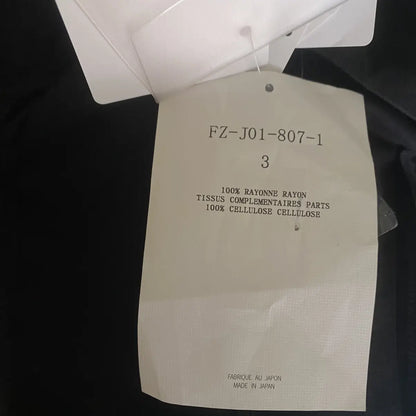 FZ-J01-807-1
3
100% RAYONNE RAYON
TISSUS COMPLEMENTAIRES PARTS
100% CELLULOSE CELLULOSE
FABRIQUE AU JAPON
MADE IN JAPAN